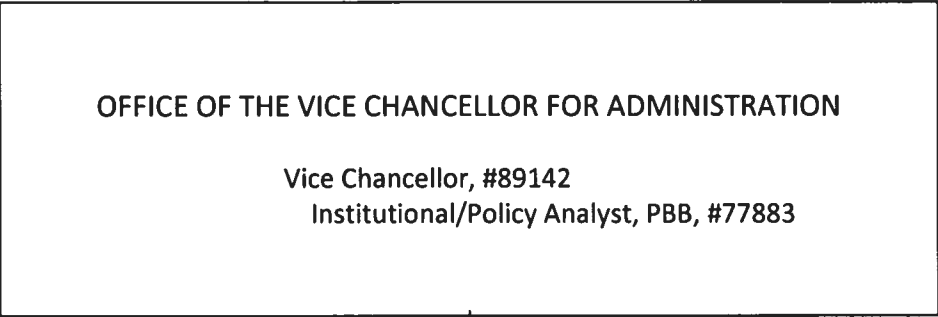 OFFICE OF THE VICE CHANCELLOR FOR ADMINISTRATION
Vice Chancellor, #89142
Institutional/Policy Analyst, PBB, #77883